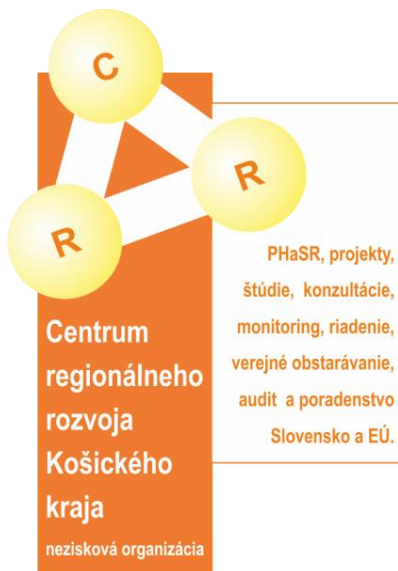 C
R
R
PHaSR, projekty,
štúdie, konzultácie,
monitoring, riadenie,
verejné obstarávanie,
audit a poradenstvo
Slovensko a EÚ.
Centrum
regionálneho
rozvoja
Košického
kraja
nezisková organizácia